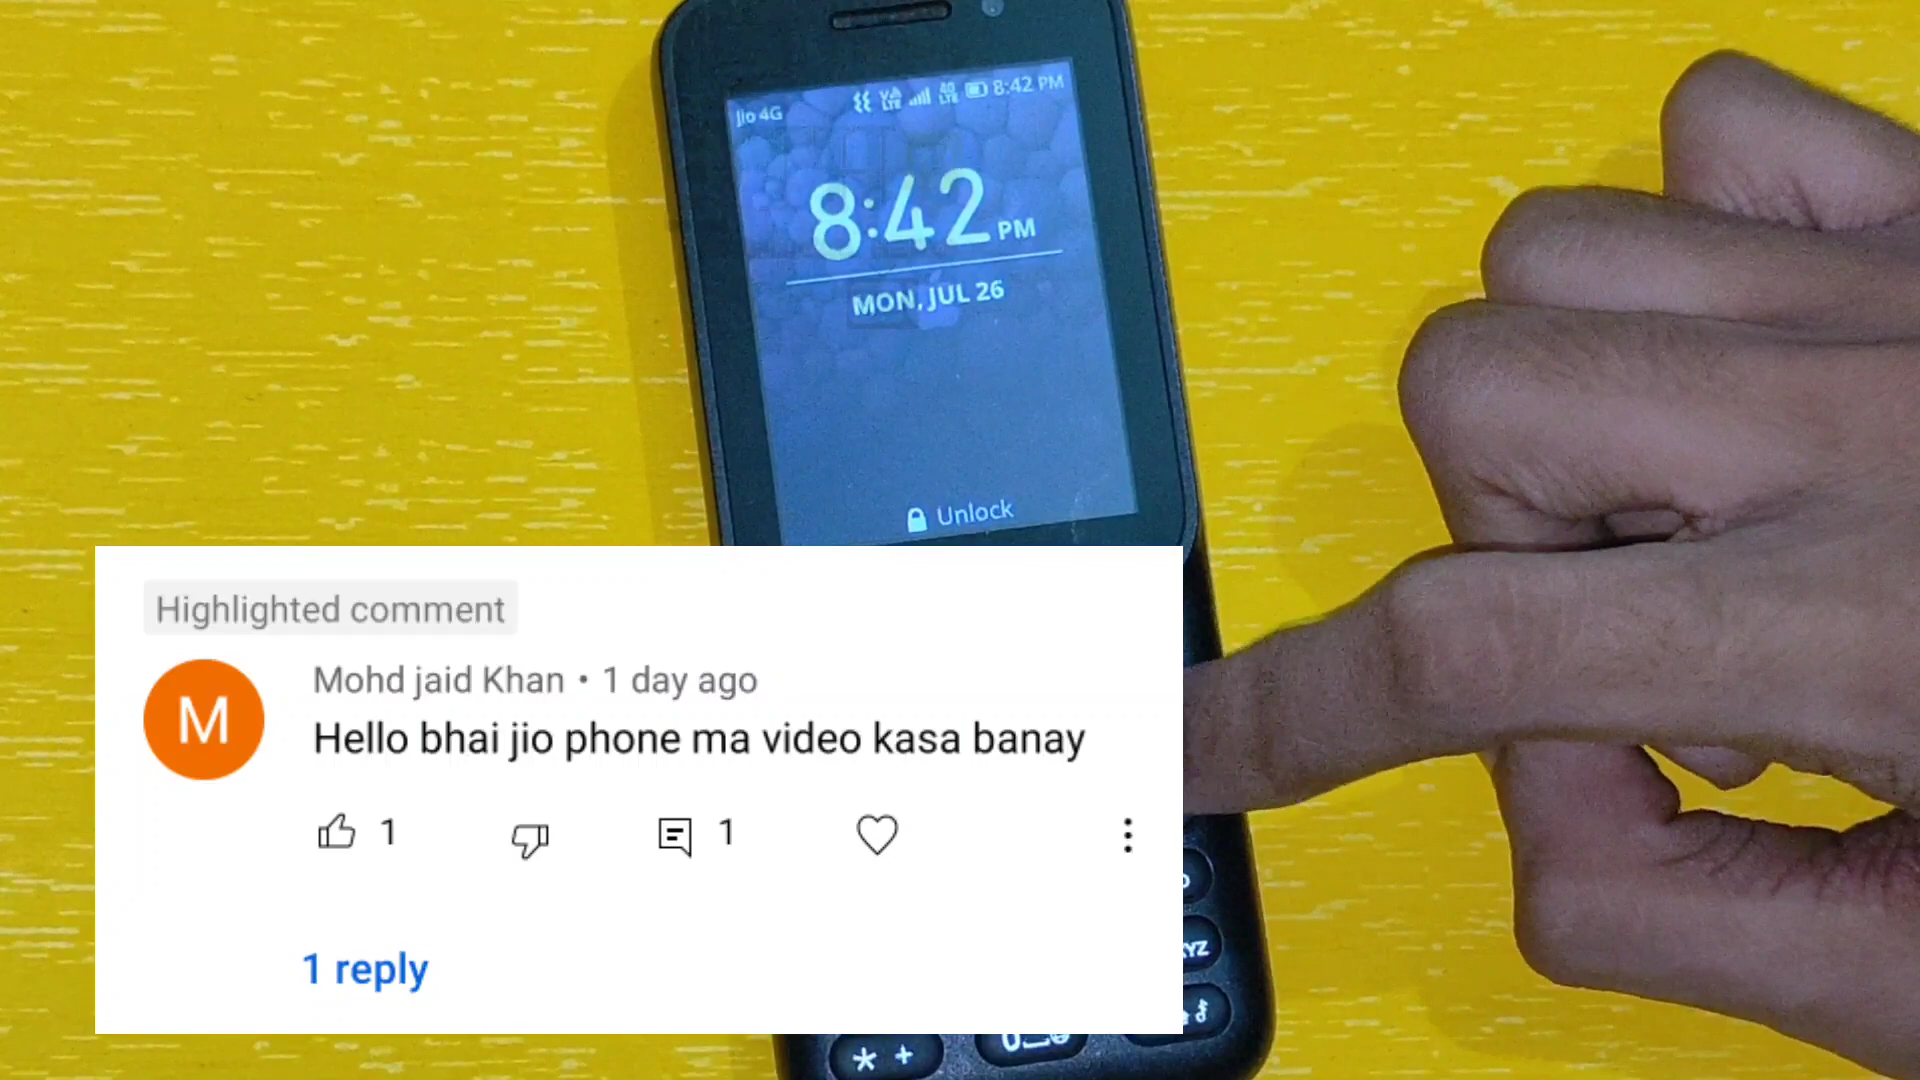 Jio 4G
8:42 PM
8:42 PM
MON, JUL 26
Unlock
Highlighted comment
M
Mohd jaid Khan • 1 day ago
Hello bhai jio phone ma video kasa banay
1
1
1 reply
* +